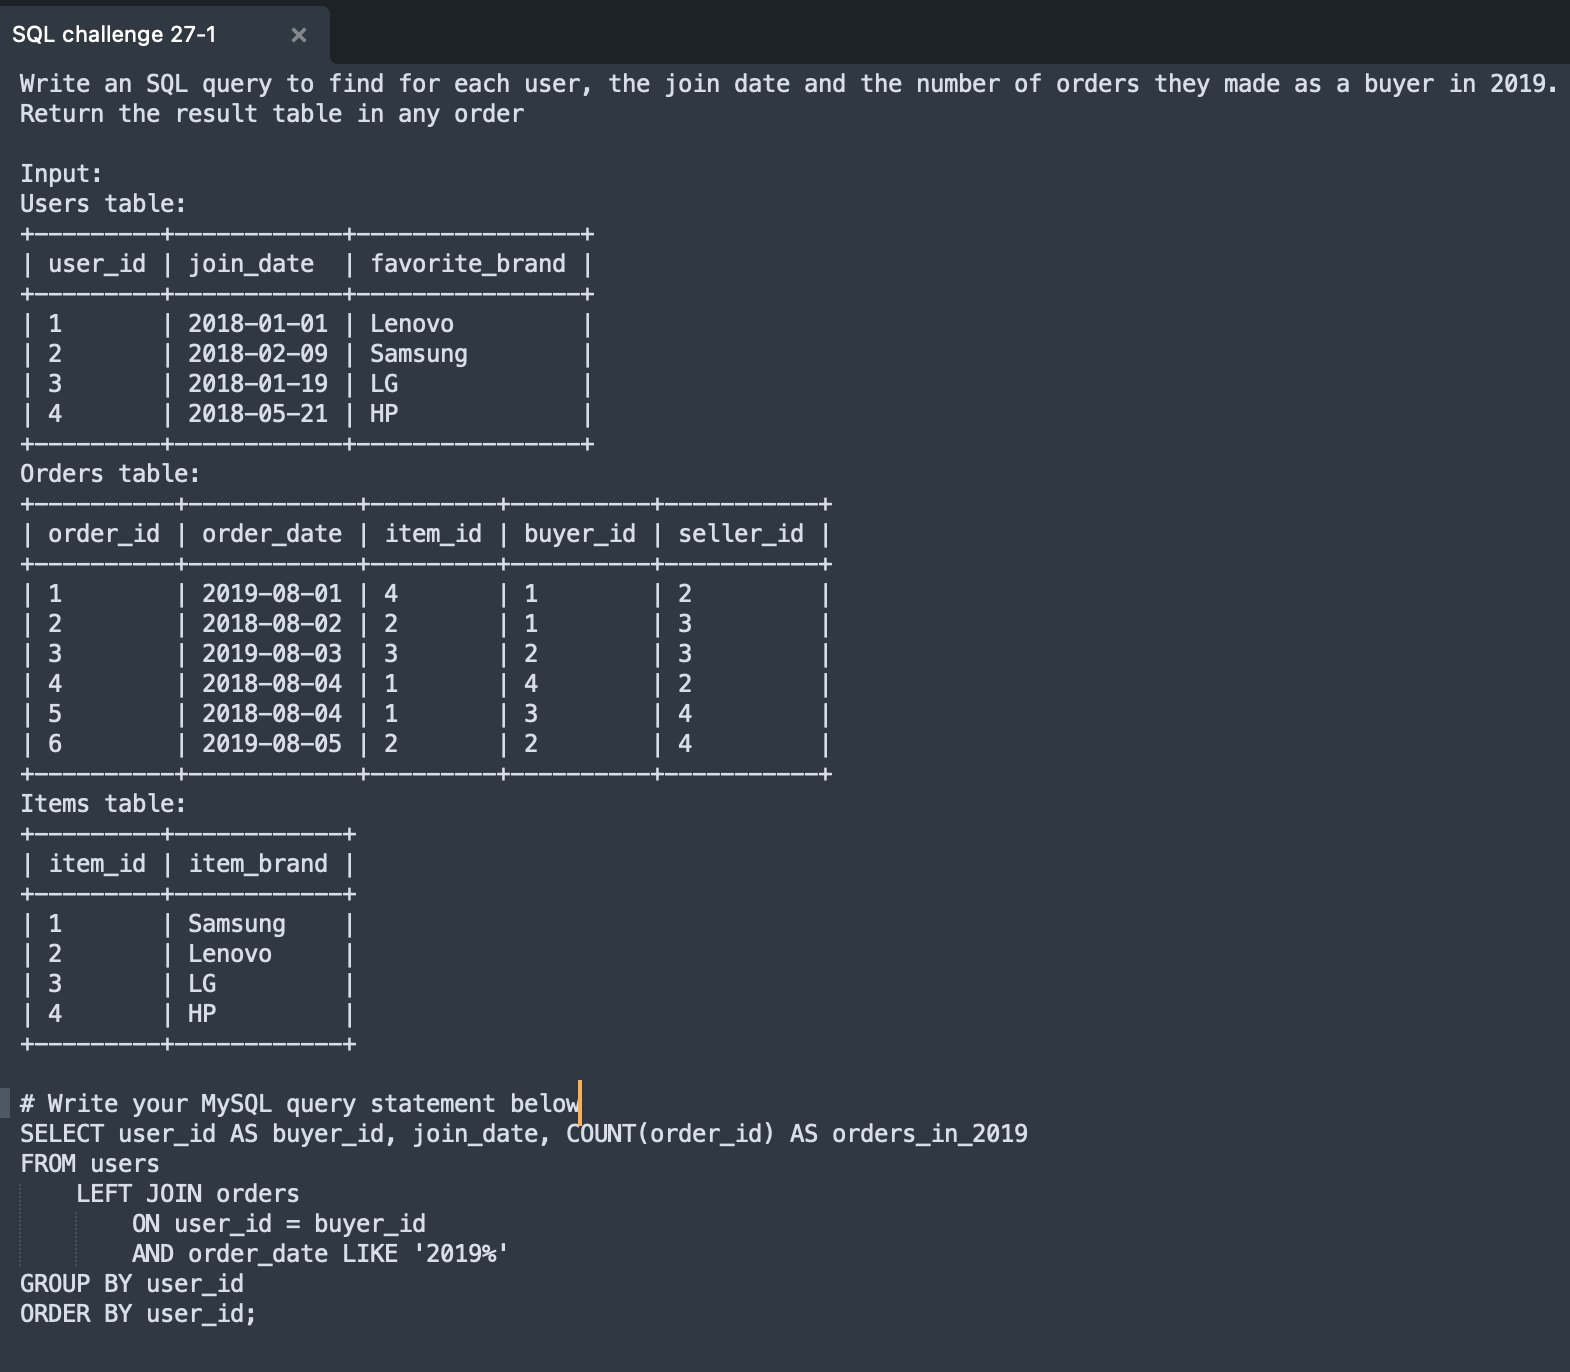 SQL challenge 27-1 ×
Write an SQL query to find for each user, the join date and the number of orders they made as a buyer in 2019.
Return the result table in any order

Input:
Users table:
+---------+------------+----------------+
| user_id | join_date  | favorite_brand |
+---------+------------+----------------+
| 1       | 2018-01-01 | Lenovo         |
| 2       | 2018-02-09 | Samsung        |
| 3       | 2018-01-19 | LG             |
| 4       | 2018-05-21 | HP             |
+---------+------------+----------------+
Orders table:
+----------+------------+---------+----------+-----------+
| order_id | order_date | item_id | buyer_id | seller_id |
+----------+------------+---------+----------+-----------+
| 1        | 2019-08-01 | 4       | 1        | 2         |
| 2        | 2018-08-02 | 2       | 1        | 3         |
| 3        | 2019-08-03 | 3       | 2        | 3         |
| 4        | 2018-08-04 | 1       | 4        | 2         |
| 5        | 2018-08-04 | 1       | 3        | 4         |
| 6        | 2019-08-05 | 2       | 2        | 4         |
+----------+------------+---------+----------+-----------+
Items table:
+---------+------------+
| item_id | item_brand |
+---------+------------+
| 1       | Samsung    |
| 2       | Lenovo     |
| 3       | LG         |
| 4       | HP         |
+---------+------------+

# Write your MySQL query statement below
SELECT user_id AS buyer_id, join_date, COUNT(order_id) AS orders_in_2019
FROM users
    LEFT JOIN orders
        ON user_id = buyer_id
        AND order_date LIKE '2019%'
GROUP BY user_id
ORDER BY user_id;